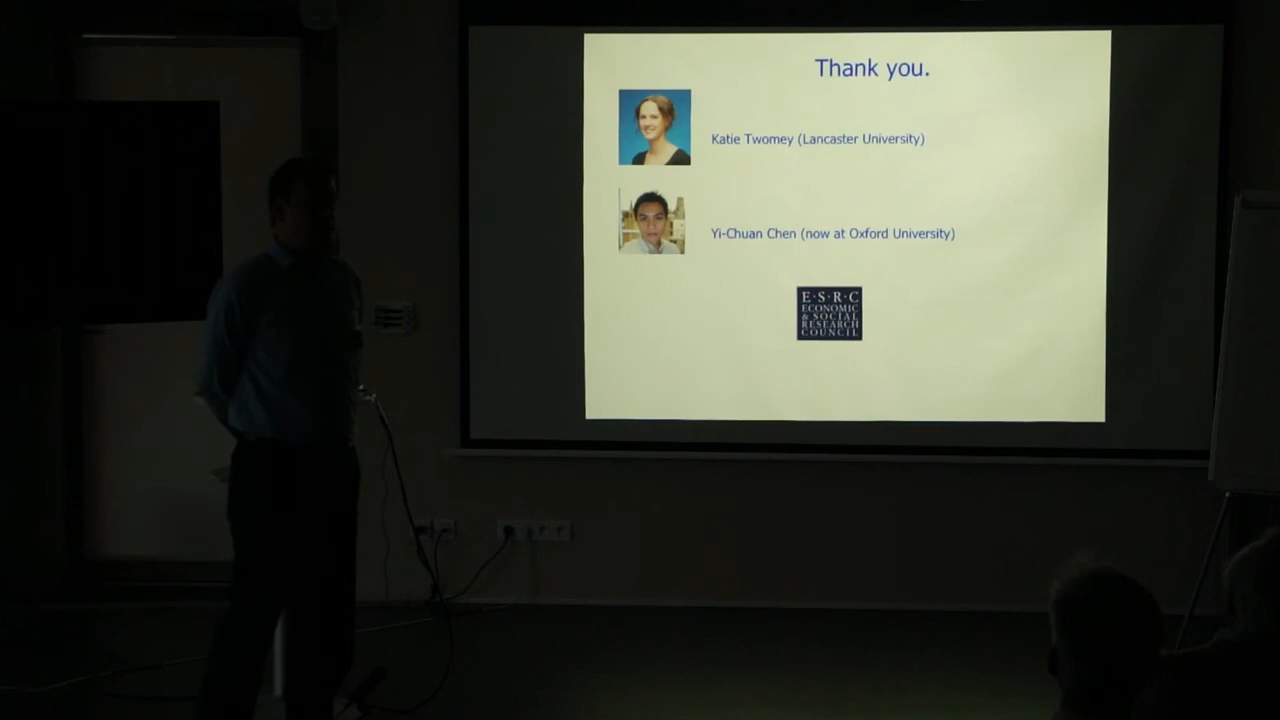 Thank you.
Katie Twomey (Lancaster University)
Yi-Chuan Chen (now at Oxford University)
E·S·R·C
ECONOMIC
& SOCIAL
RESEARCH
COUNCIL